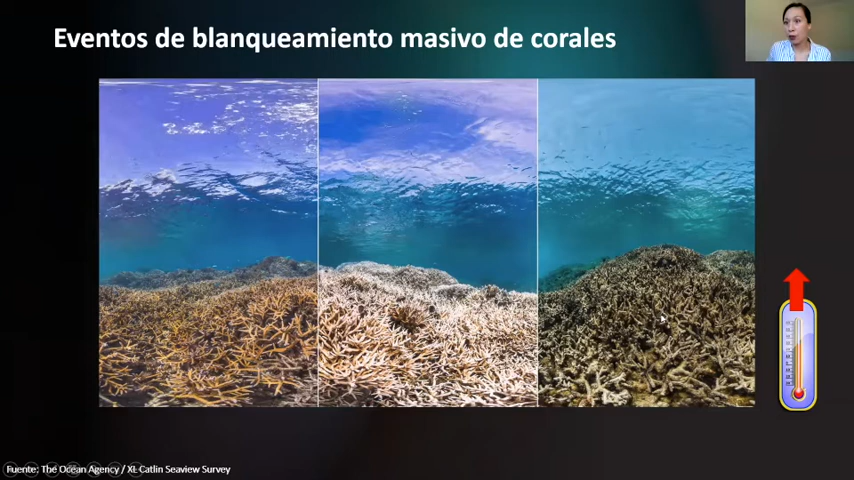 Eventos de blanqueamiento masivo de corales
Fuente: The Ocean Agency / XL Catlin Seaview Survey